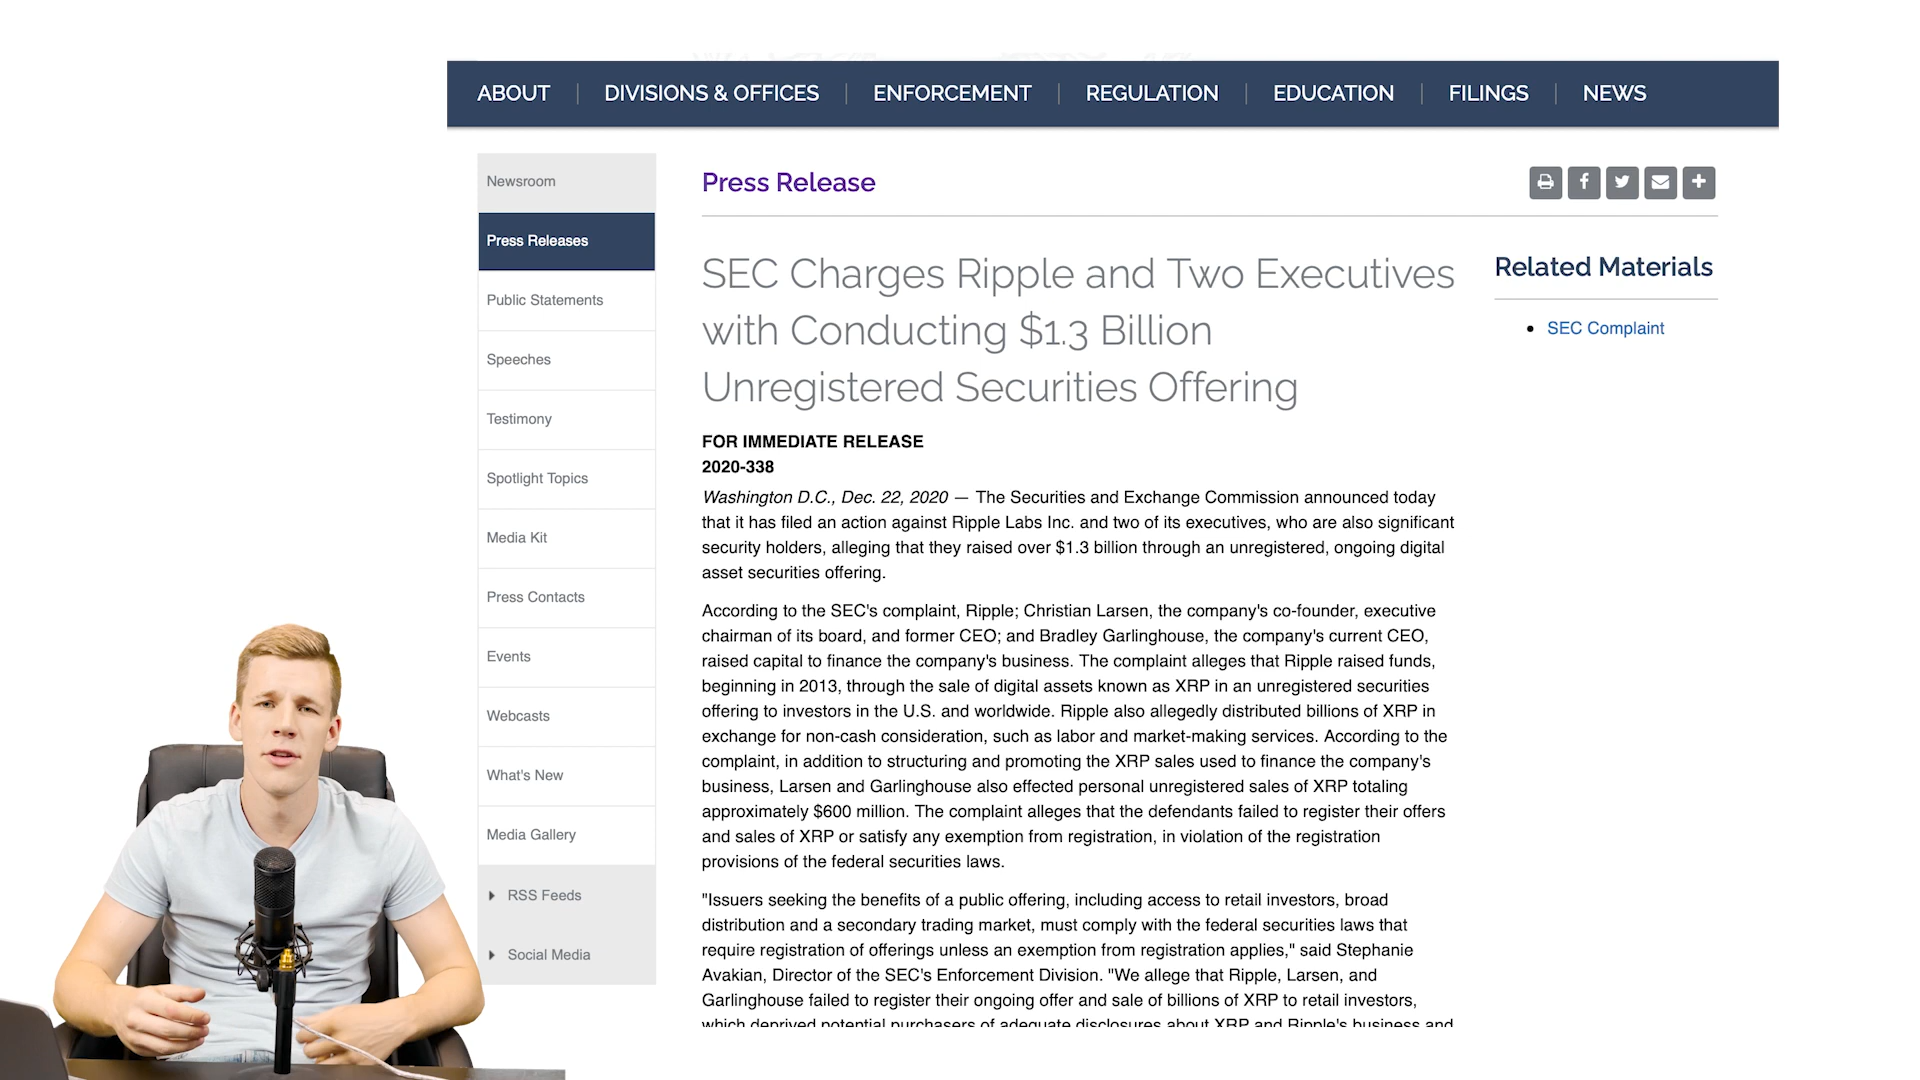 ABOUT | DIVISIONS & OFFICES | ENFORCEMENT | REGULATION | EDUCATION | FILINGS | NEWS
Newsroom
Press Releases
Public Statements
Speeches
Testimony
Spotlight Topics
Media Kit
Press Contacts
Events
Webcasts
What's New
Media Gallery
RSS Feeds
Social Media
Press Release
SEC Charges Ripple and Two Executives
with Conducting $1.3 Billion
Unregistered Securities Offering
FOR IMMEDIATE RELEASE
2020-338
Washington D.C., Dec. 22, 2020 — The Securities and Exchange Commission announced today
that it has filed an action against Ripple Labs Inc. and two of its executives, who are also significant
security holders, alleging that they raised over $1.3 billion through an unregistered, ongoing digital
asset securities offering.
According to the SEC's complaint, Ripple; Christian Larsen, the company's co-founder, executive
chairman of its board, and former CEO; and Bradley Garlinghouse, the company's current CEO,
raised capital to finance the company's business. The complaint alleges that Ripple raised funds,
beginning in 2013, through the sale of digital assets known as XRP in an unregistered securities
offering to investors in the U.S. and worldwide. Ripple also allegedly distributed billions of XRP in
exchange for non-cash consideration, such as labor and market-making services. According to the
complaint, in addition to structuring and promoting the XRP sales used to finance the company's
business, Larsen and Garlinghouse also effected personal unregistered sales of XRP totaling
approximately $600 million. The complaint alleges that the defendants failed to register their offers
and sales of XRP or satisfy any exemption from registration, in violation of the registration
provisions of the federal securities laws.
"Issuers seeking the benefits of a public offering, including access to retail investors, broad
distribution and a secondary trading market, must comply with the federal securities laws that
require registration of offerings unless an exemption from registration applies," said Stephanie
Avakian, Director of the SEC's Enforcement Division. "We allege that Ripple, Larsen, and
Garlinghouse failed to register their ongoing offer and sale of billions of XRP to retail investors,
which deprived potential purchasers of adequate disclosures about XRP and Ripple's business and
Related Materials
SEC Complaint